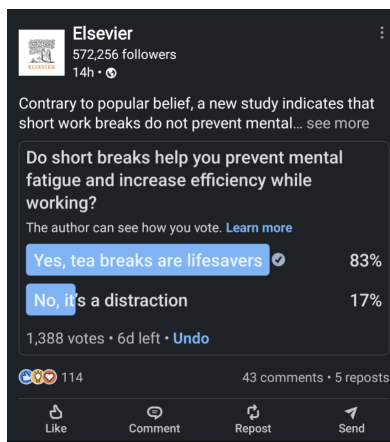 Elsevier
572,256 followers
14h •
ELSEVIER
Contrary to popular belief, a new study indicates that
short work breaks do not prevent mental... see more
Do short breaks help you prevent mental
fatigue and increase efficiency while
working?
The author can see how you vote. Learn more
Yes, tea breaks are lifesavers 83%
No, it's a distraction 17%
1,388 votes • 6d left • Undo
114 43 comments • 5 reposts
Like Comment Repost Send